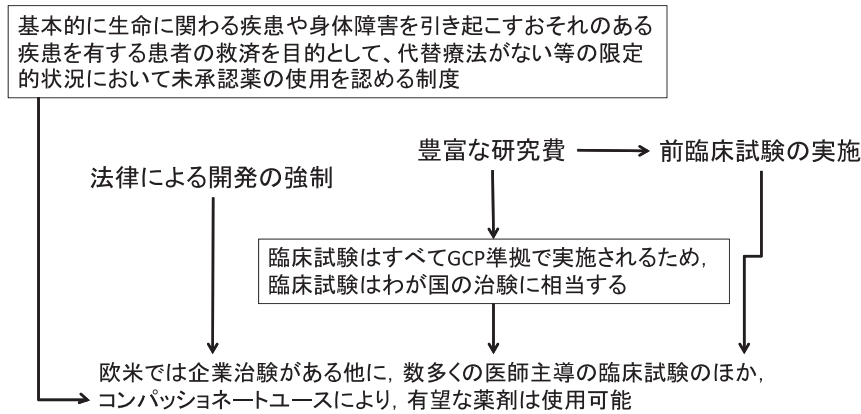 基本的に生命に関わる疾患や身体障害を引き起こすおそれのある
疾患を有する患者の救済を目的として、代替療法がない等の限定
的状況において未承認薬の使用を認める制度
豊富な研究費
前臨床試験の実施
法律による開発の強制
臨床試験はすべてGCP準拠で実施されるため,
臨床試験はわが国の治験に相当する
欧米では企業治験がある他に, 数多くの医師主導の臨床試験のほか,
コンパッショネートユースにより, 有望な薬剤は使用可能